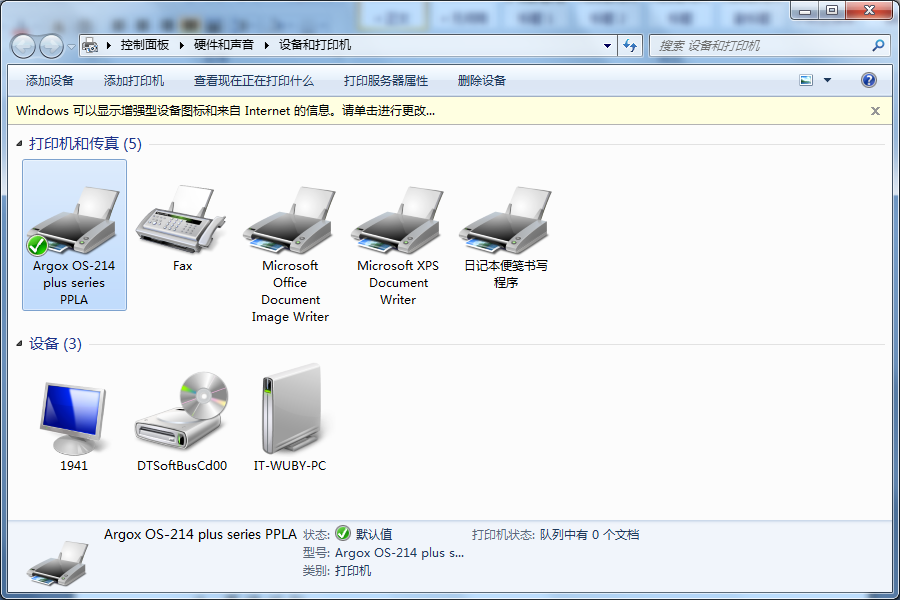 控制面板 硬件和声音 设备和打印机
搜索 设备和打印机
添加设备 添加打印机 查看现在正在打印什么 打印服务器属性 删除设备
Windows 可以显示增强型设备图标和来自 Internet 的信息。请单击进行更改...
打印机和传真 (5)
Argox OS-214
plus series
PPLA
Fax
Microsoft
Office
Document
Image Writer
Microsoft XPS
Document
Writer
日记本便笺书写
程序
设备 (3)
1941
DTSoftBusCd00
IT-WUBY-PC
Argox OS-214 plus series PPLA 状态: 默认值 打印机状态: 队列中有 0 个文档
型号: Argox OS-214 plus s...
类别: 打印机